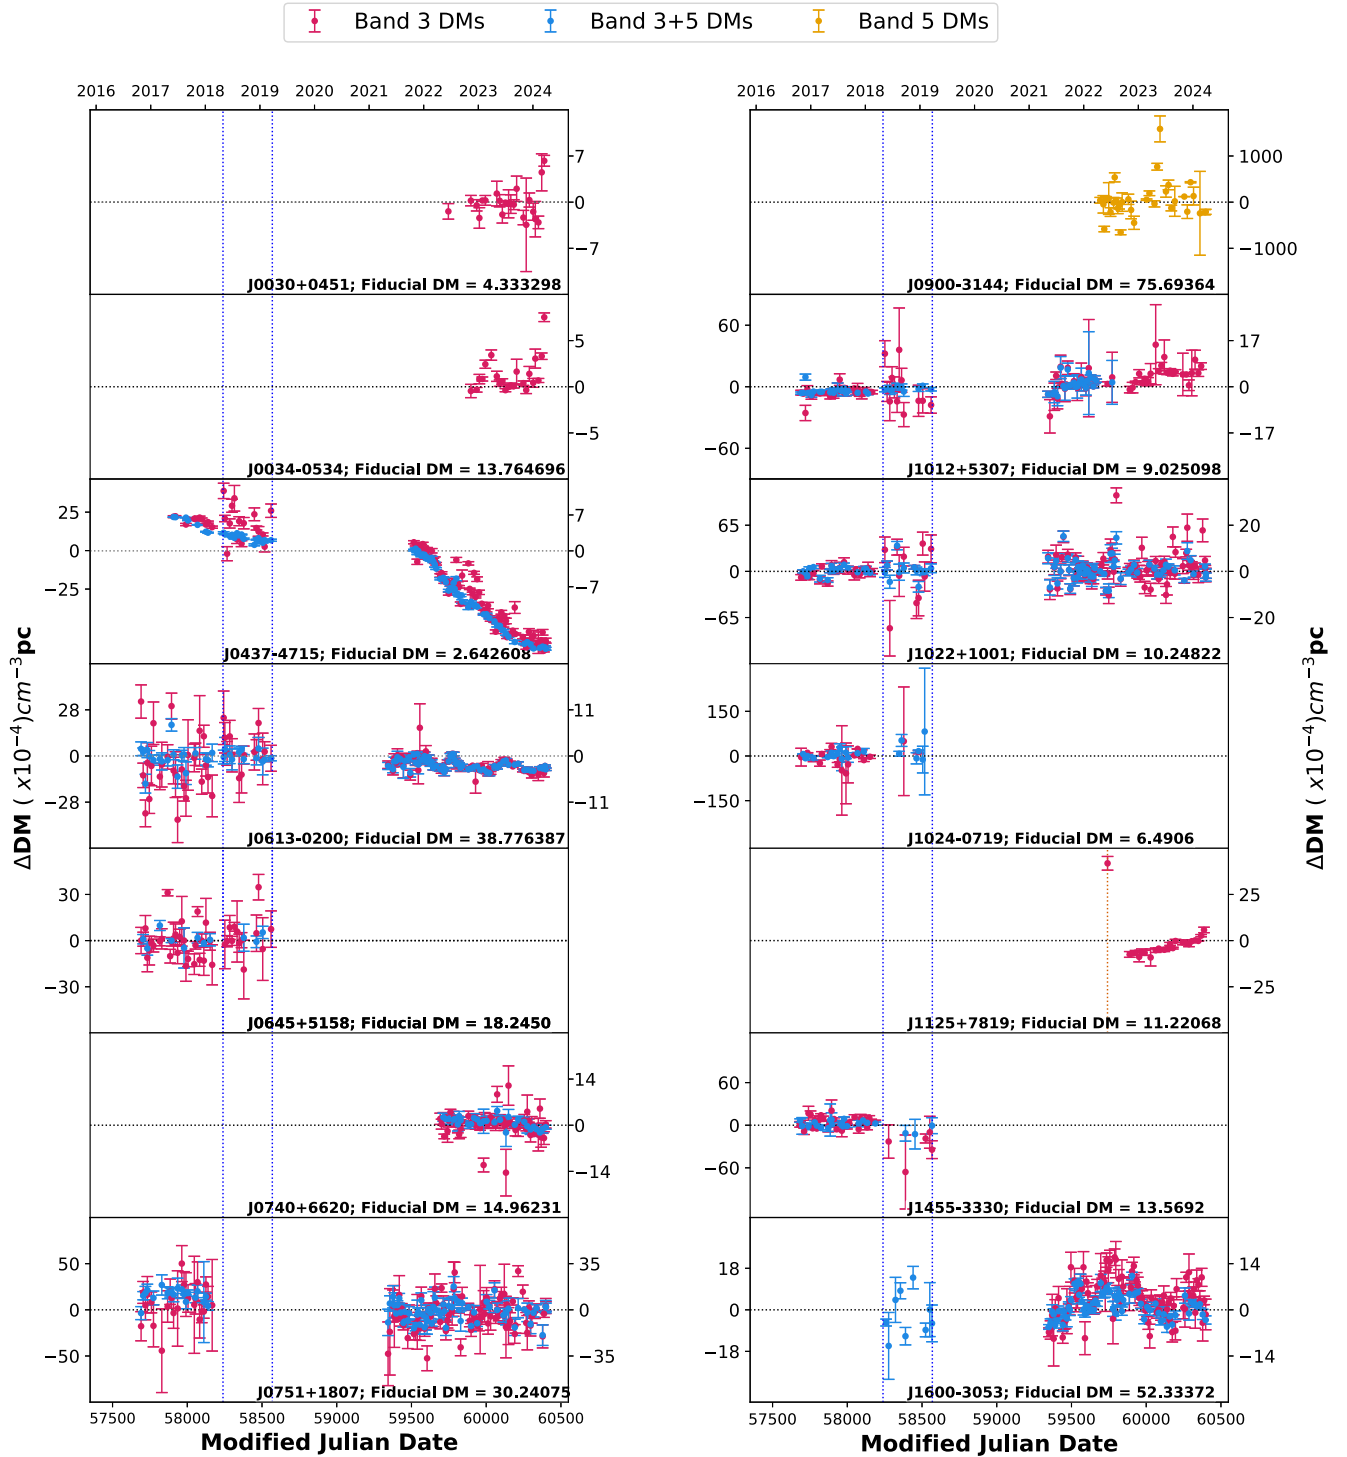 Band 3 DMs Band 3+5 DMs Band 5 DMs
2016 2017 2018 2019 2020 2021 2022 2023 2024
7
0
−7
J0030+0451; Fiducial DM = 4.333298
5
0
−5
J0034-0534; Fiducial DM = 13.764696
25
0
−25
7
0
−7
J0437-4715; Fiducial DM = 2.642608
28
0
−28
11
0
−11
J0613-0200; Fiducial DM = 38.776387
30
0
−30
J0645+5158; Fiducial DM = 18.2450
14
0
−14
J0740+6620; Fiducial DM = 14.96231
50
0
−50
35
0
−35
J0751+1807; Fiducial DM = 30.24075
57500 58000 58500 59000 59500 60000 60500
Modified Julian Date
ΔDM ( x10⁻⁴)cm⁻³pc
2016 2017 2018 2019 2020 2021 2022 2023 2024
1000
0
−1000
J0900-3144; Fiducial DM = 75.69364
60
0
−60
17
0
−17
J1012+5307; Fiducial DM = 9.025098
65
0
−65
20
0
−20
J1022+1001; Fiducial DM = 10.24822
150
0
−150
J1024-0719; Fiducial DM = 6.4906
25
0
−25
J1125+7819; Fiducial DM = 11.22068
60
0
−60
J1455-3330; Fiducial DM = 13.5692
18
0
−18
14
0
−14
J1600-3053; Fiducial DM = 52.33372
57500 58000 58500 59000 59500 60000 60500
Modified Julian Date
ΔDM ( x10⁻⁴)cm⁻³pc